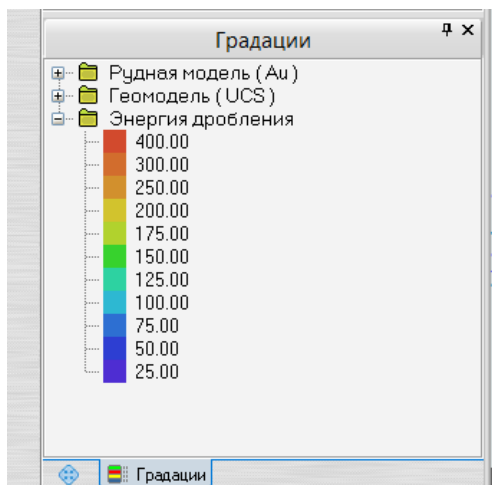 Градации
Рудная модель ( Au )
Геомодель ( UCS )
Энергия дробления
400.00
300.00
250.00
200.00
175.00
150.00
125.00
100.00
75.00
50.00
25.00
Градации